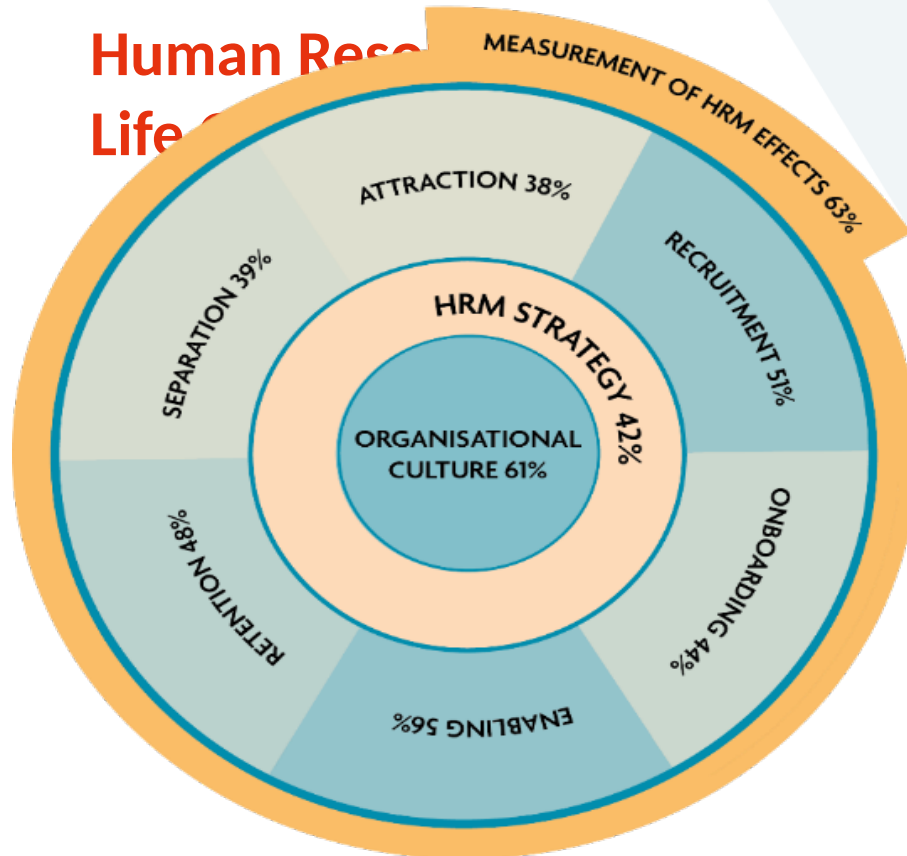 Human Reso
Life
MEASUREMENT OF HRM EFFECTS 63%
ATTRACTION 38%
RECRUITMENT 51%
ONBOARDING 44%
ENABLING 56%
RETENTION 48%
SEPARATION 39%
HRM STRATEGY 42%
ORGANISATIONAL
CULTURE 61%